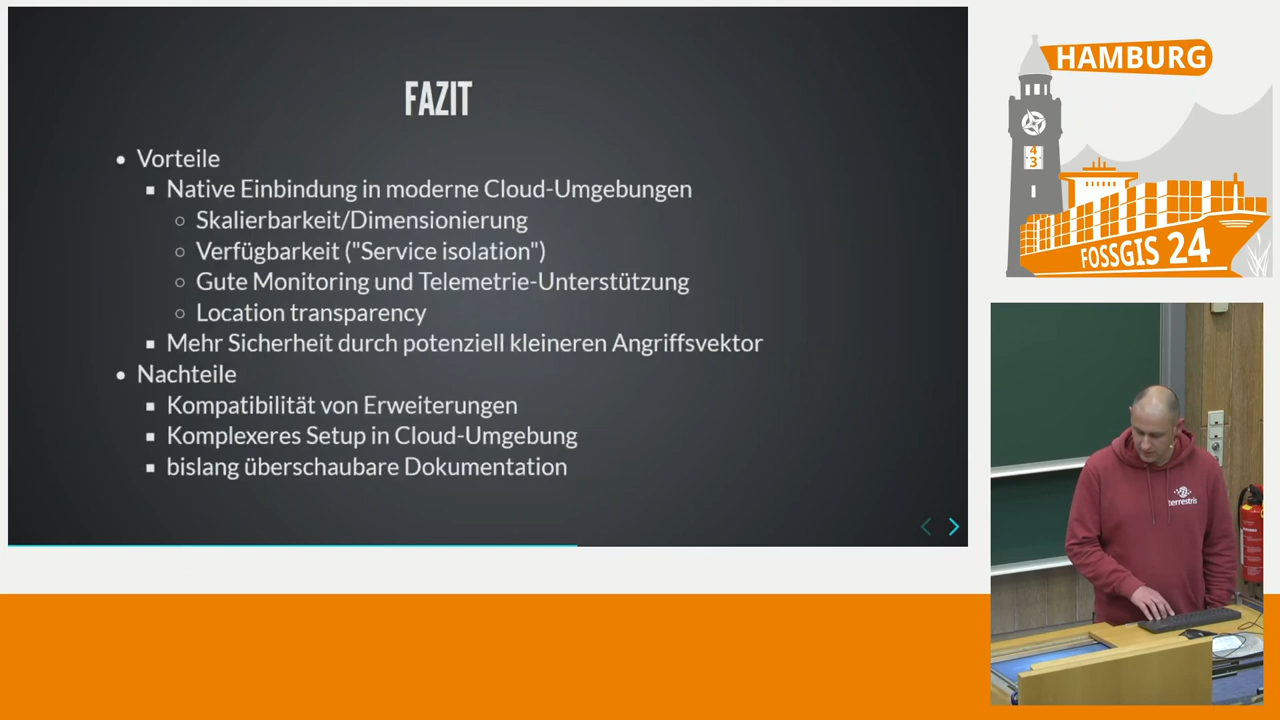 FAZIT
• Vorteile
▪ Native Einbindung in moderne Cloud-Umgebungen
○ Skalierbarkeit/Dimensionierung
○ Verfügbarkeit ("Service isolation")
○ Gute Monitoring und Telemetrie-Unterstützung
○ Location transparency
▪ Mehr Sicherheit durch potenziell kleineren Angriffsvektor
• Nachteile
▪ Kompatibilität von Erweiterungen
▪ Komplexeres Setup in Cloud-Umgebung
▪ bislang überschaubare Dokumentation
HAMBURG
4
3
FOSSGIS 24
terrestris